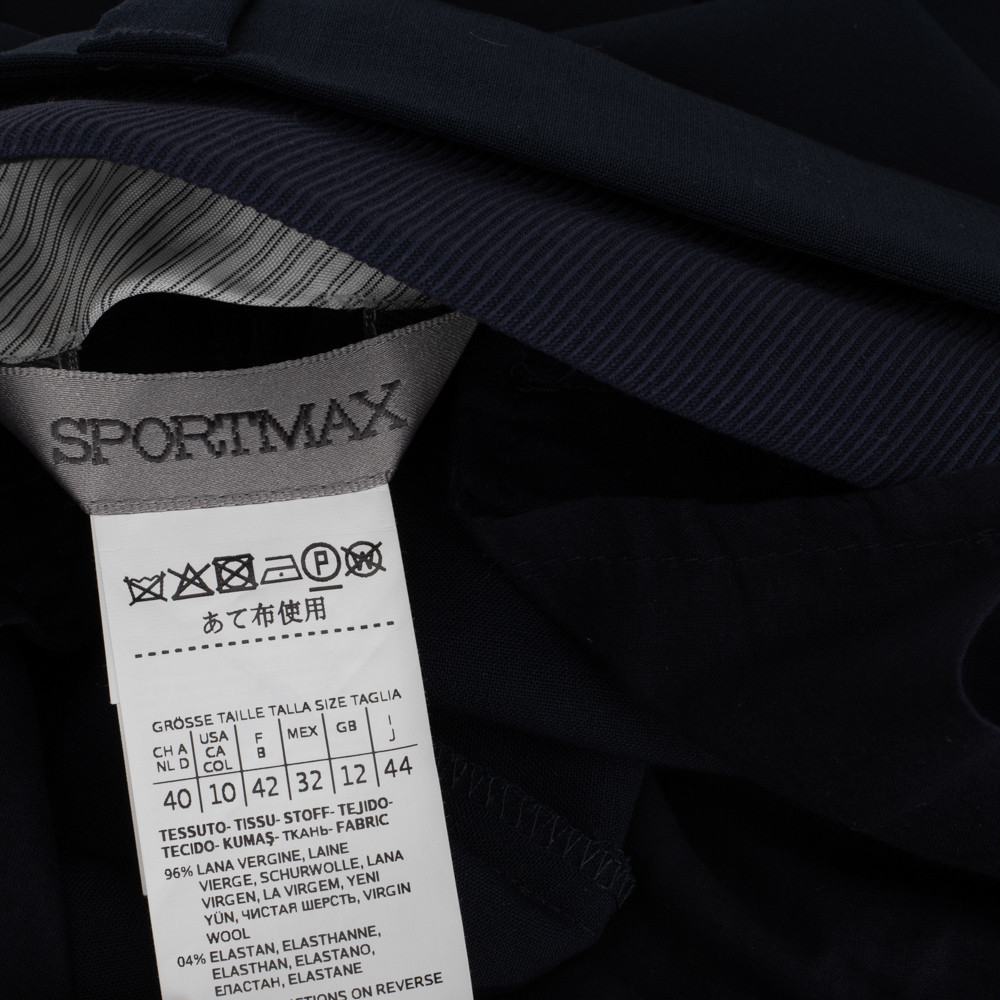 SPORTMAX
P W
あて布使用
GRÖSSE TAILLE TALLA SIZE TAGLIA
CH A NL D USA CA COL F B MEX GB I J
40 10 42 32 12 44
TESSUTO- TISSU- STOFF- TEJIDO-
TECIDO- KUMAŞ- ТКАНЬ- FABRIC
96% LANA VERGINE, LAINE
VIERGE, SCHURWOLLE, LANA
VIRGEN, LA VIRGEM, YENI
YÜN, ЧИСТАЯ ШЕРСТЬ, VIRGIN
WOOL
04% ELASTAN, ELASTHANNE,
ELASTHAN, ELASTANO,
ЕЛАСТАН, ELASTANE
ON REVERSE